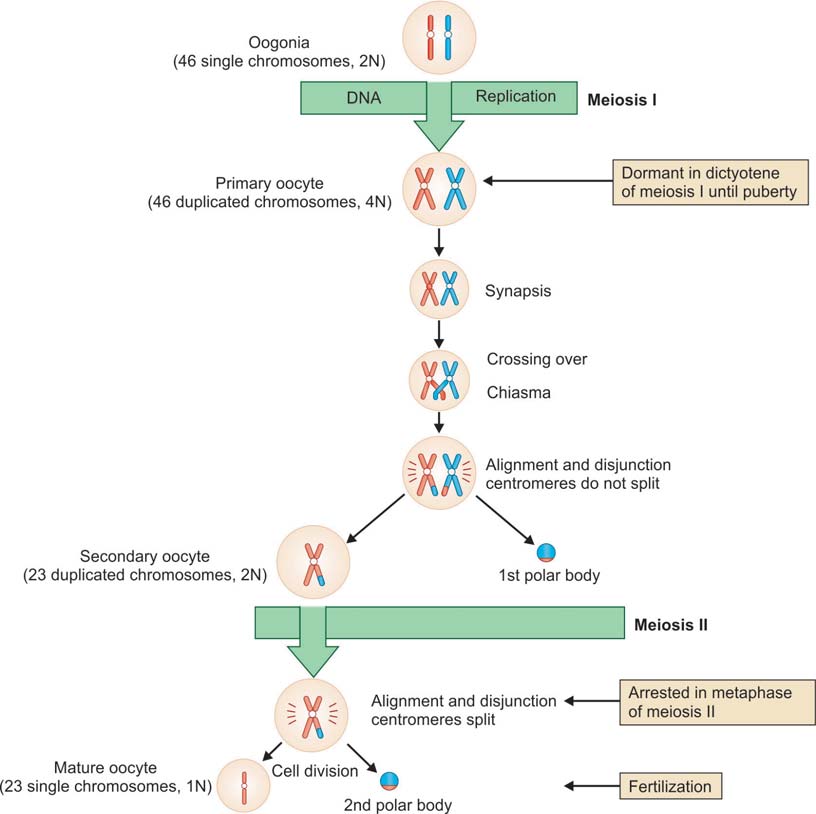 Oogonia
(46 single chromosomes, 2N)
DNA
Replication
Meiosis I
Primary oocyte
(46 duplicated chromosomes, 4N)
Dormant in dictyotene
of meiosis I until puberty
Synapsis
Crossing over
Chiasma
Alignment and disjunction
centromeres do not split
Secondary oocyte
(23 duplicated chromosomes, 2N)
1st polar body
Meiosis II
Alignment and disjunction
centromeres split
Arrested in metaphase
of meiosis II
Mature oocyte
(23 single chromosomes, 1N)
Cell division
2nd polar body
Fertilization